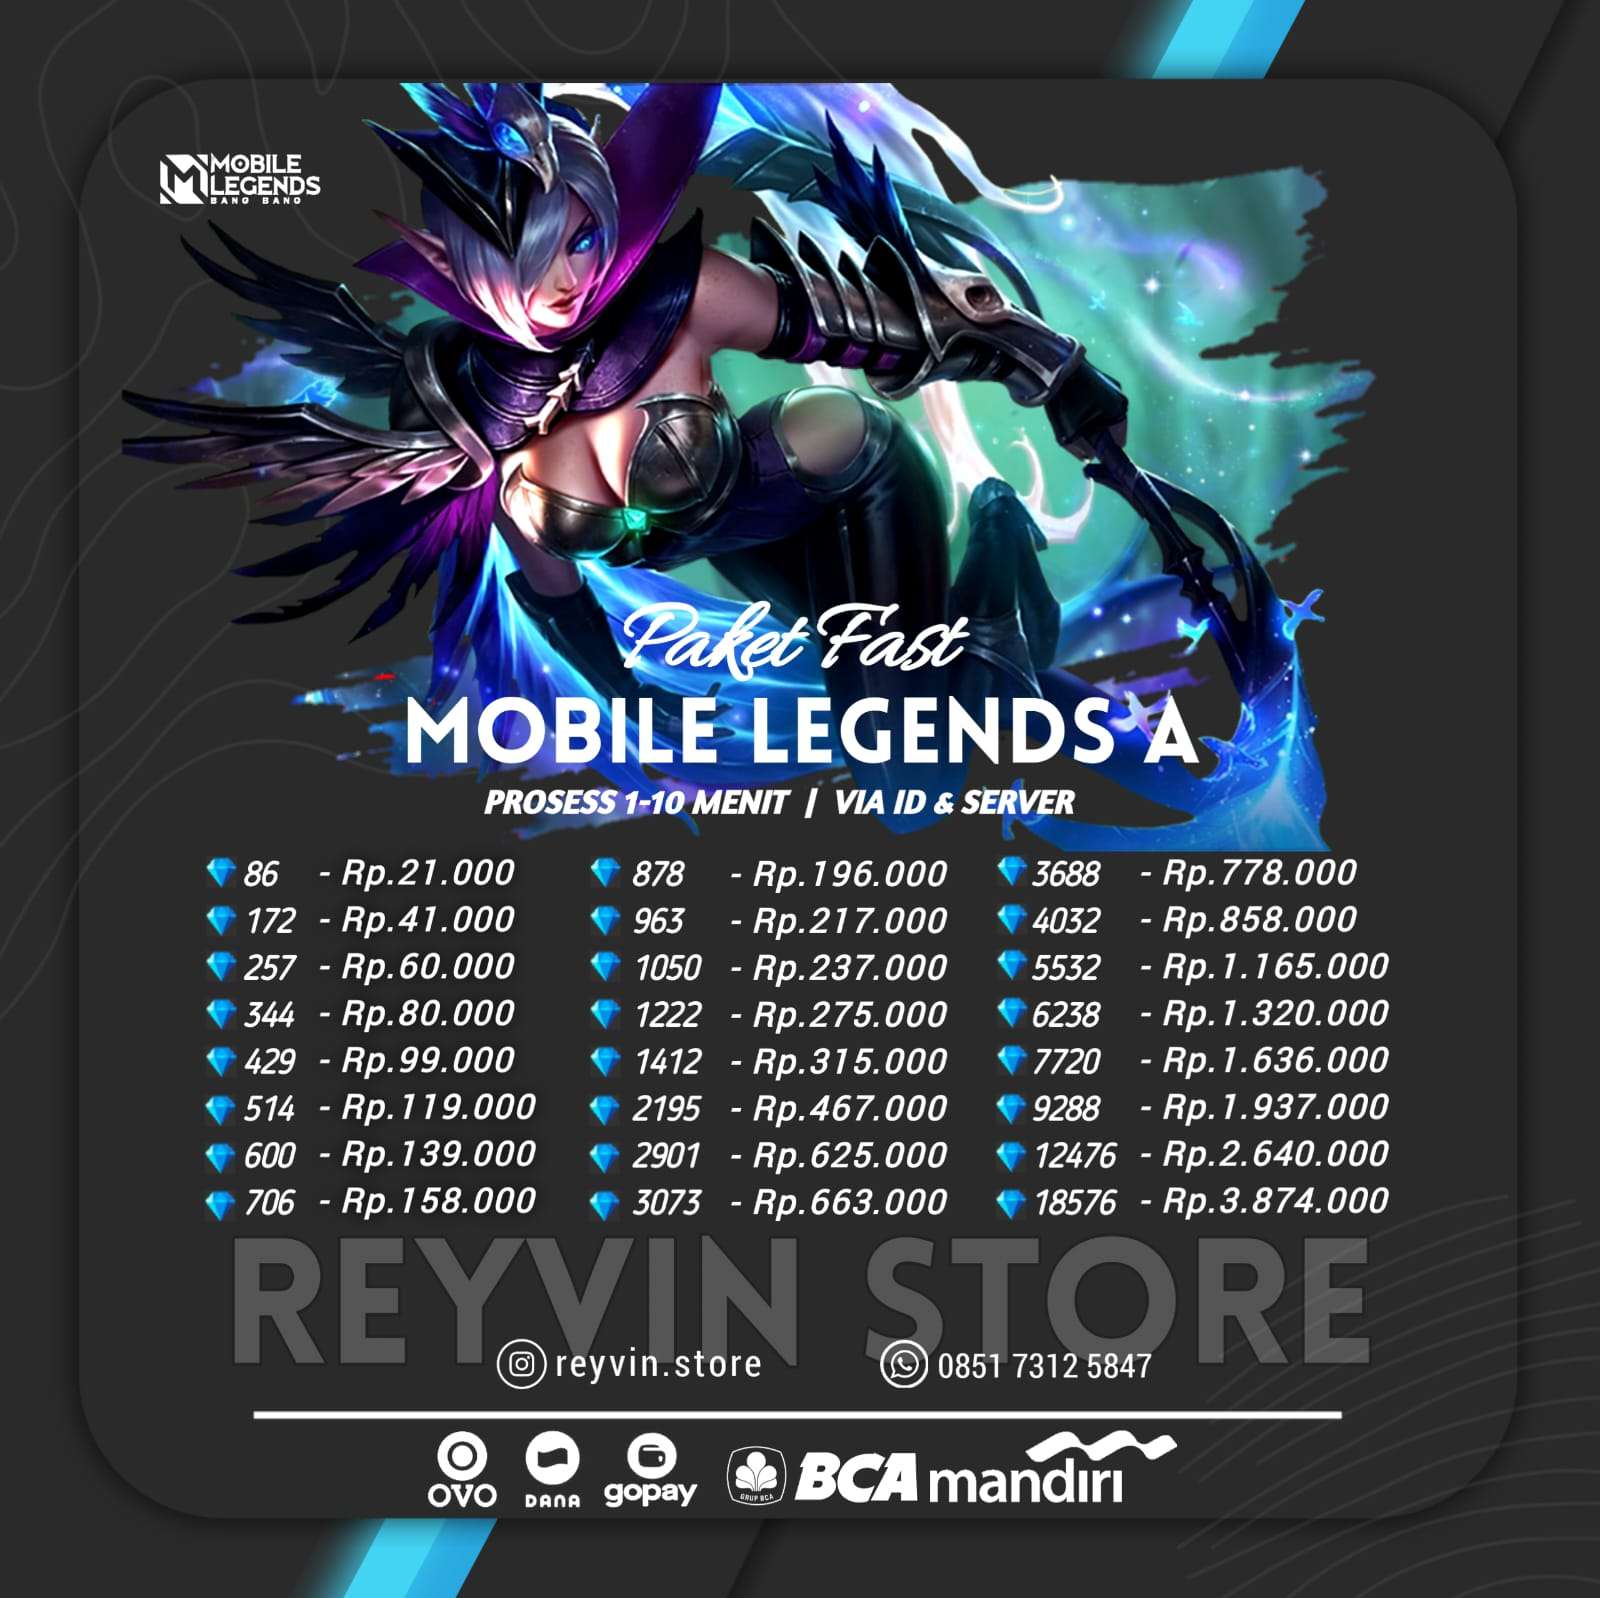 MOBILE
LEGENDS
BANG BANG
Paket Fast
MOBILE LEGENDS A
PROSESS 1-10 MENIT | VIA ID & SERVER
86 - Rp.21.000
172 - Rp.41.000
257 - Rp.60.000
344 - Rp.80.000
429 - Rp.99.000
514 - Rp.119.000
600 - Rp.139.000
706 - Rp.158.000
878 - Rp.196.000
963 - Rp.217.000
1050 - Rp.237.000
1222 - Rp.275.000
1412 - Rp.315.000
2195 - Rp.467.000
2901 - Rp.625.000
3073 - Rp.663.000
3688 - Rp.778.000
4032 - Rp.858.000
5532 - Rp.1.165.000
6238 - Rp.1.320.000
7720 - Rp.1.636.000
9288 - Rp.1.937.000
12476 - Rp.2.640.000
18576 - Rp.3.874.000
REYVIN STORE
reyvin.store 0851 7312 5847
OVO DANA gopay GRUP BCA BCA mandiri